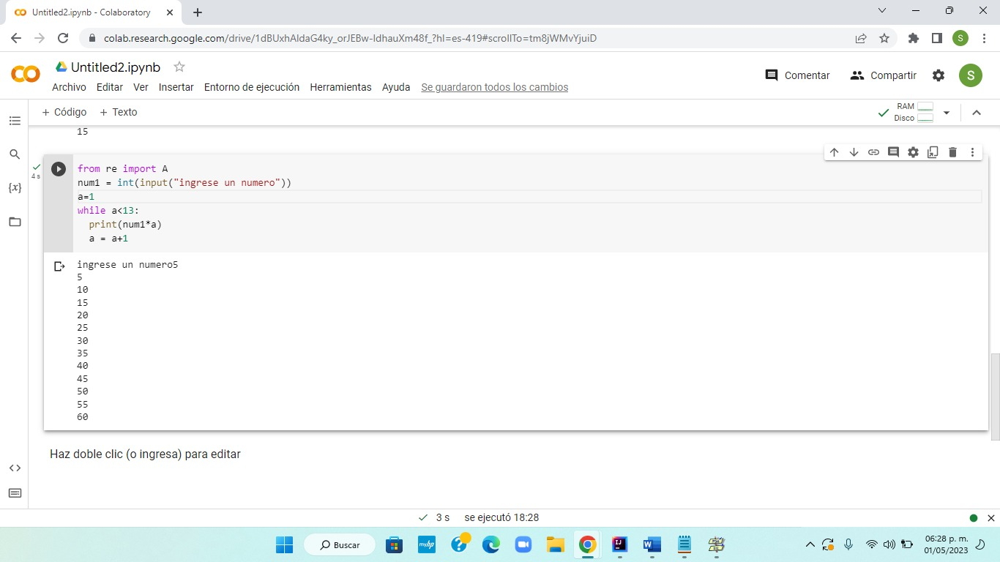 Untitled2.ipynb - Colaboratory
colab.research.google.com/drive/1dBUxhAldaG4ky_orJEBw-ldhauXm48f_?hl=es-419#scrollTo=tm8jWMvYjuiD
S
Untitled2.ipynb
Comentar
Compartir
S
Archivo Editar Ver Insertar Entorno de ejecución Herramientas Ayuda Se guardaron todos los cambios
+ Código + Texto
RAM
Disco
15
4 s
from re import A
num1 = int(input("ingrese un numero"))
a=1
while a<13:
  print(num1*a)
  a = a+1
{x}
ingrese un numero5
5
10
15
20
25
30
35
40
45
50
55
60
Haz doble clic (o ingresa) para editar
3 s se ejecutó 18:28
Buscar
myhp
IJ
W
06:28 p. m.
01/05/2023